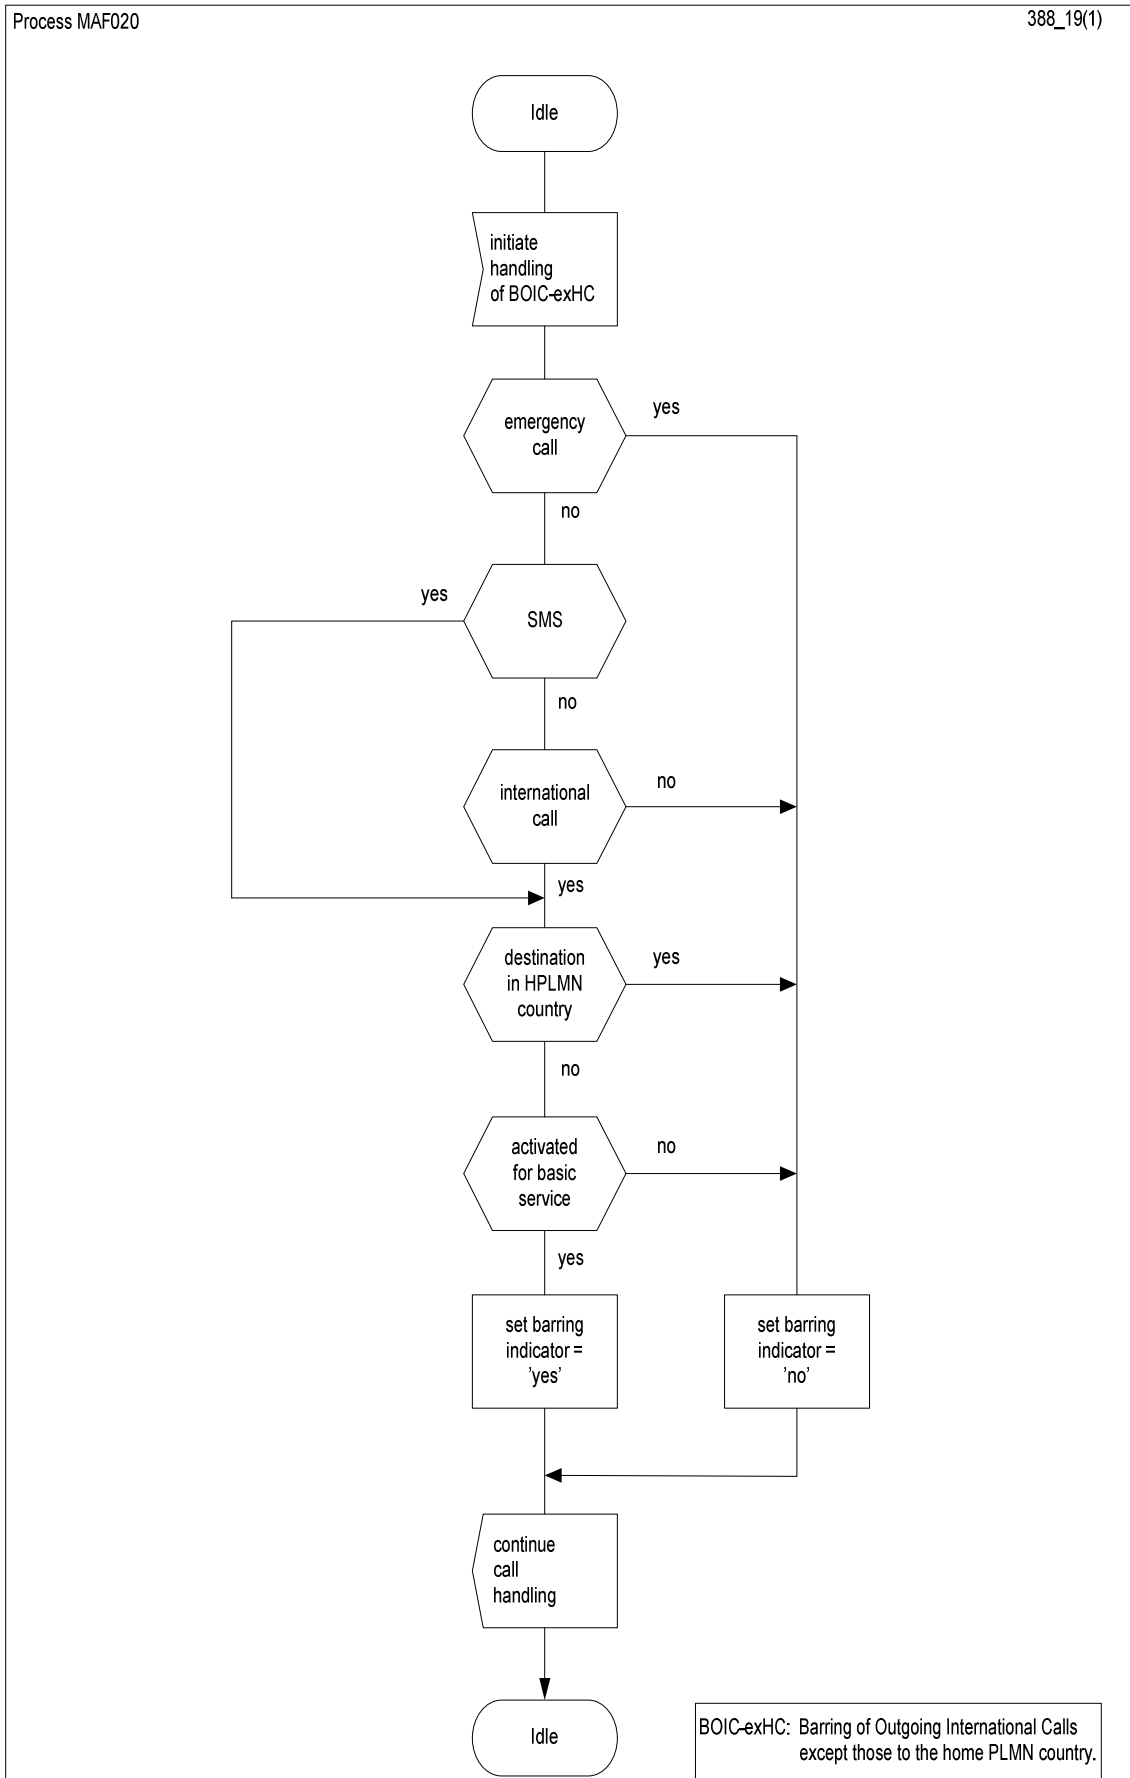 Process MAF020
388_19(1)
Idle
initiate
handling
of BOIC-exHC
emergency
call
yes
no
SMS
yes
no
international
call
no
yes
destination
in HPLMN
country
yes
no
activated
for basic
service
no
yes
set barring
indicator =
'yes'
set barring
indicator =
'no'
continue
call
handling
Idle
BOIC-exHC: Barring of Outgoing International Calls
except those to the home PLMN country.